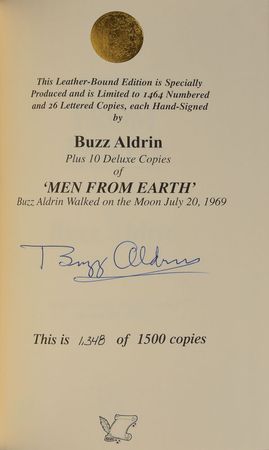 This Leather-Bound Edition is Specially
Produced and is Limited to 1464 Numbered
and 26 Lettered Copies, each Hand-Signed
by
Buzz Aldrin
Plus 10 Deluxe Copies
of
'MEN FROM EARTH'
Buzz Aldrin Walked on the Moon July 20, 1969
Buzz Aldrin
This is 1,348 of 1500 copies